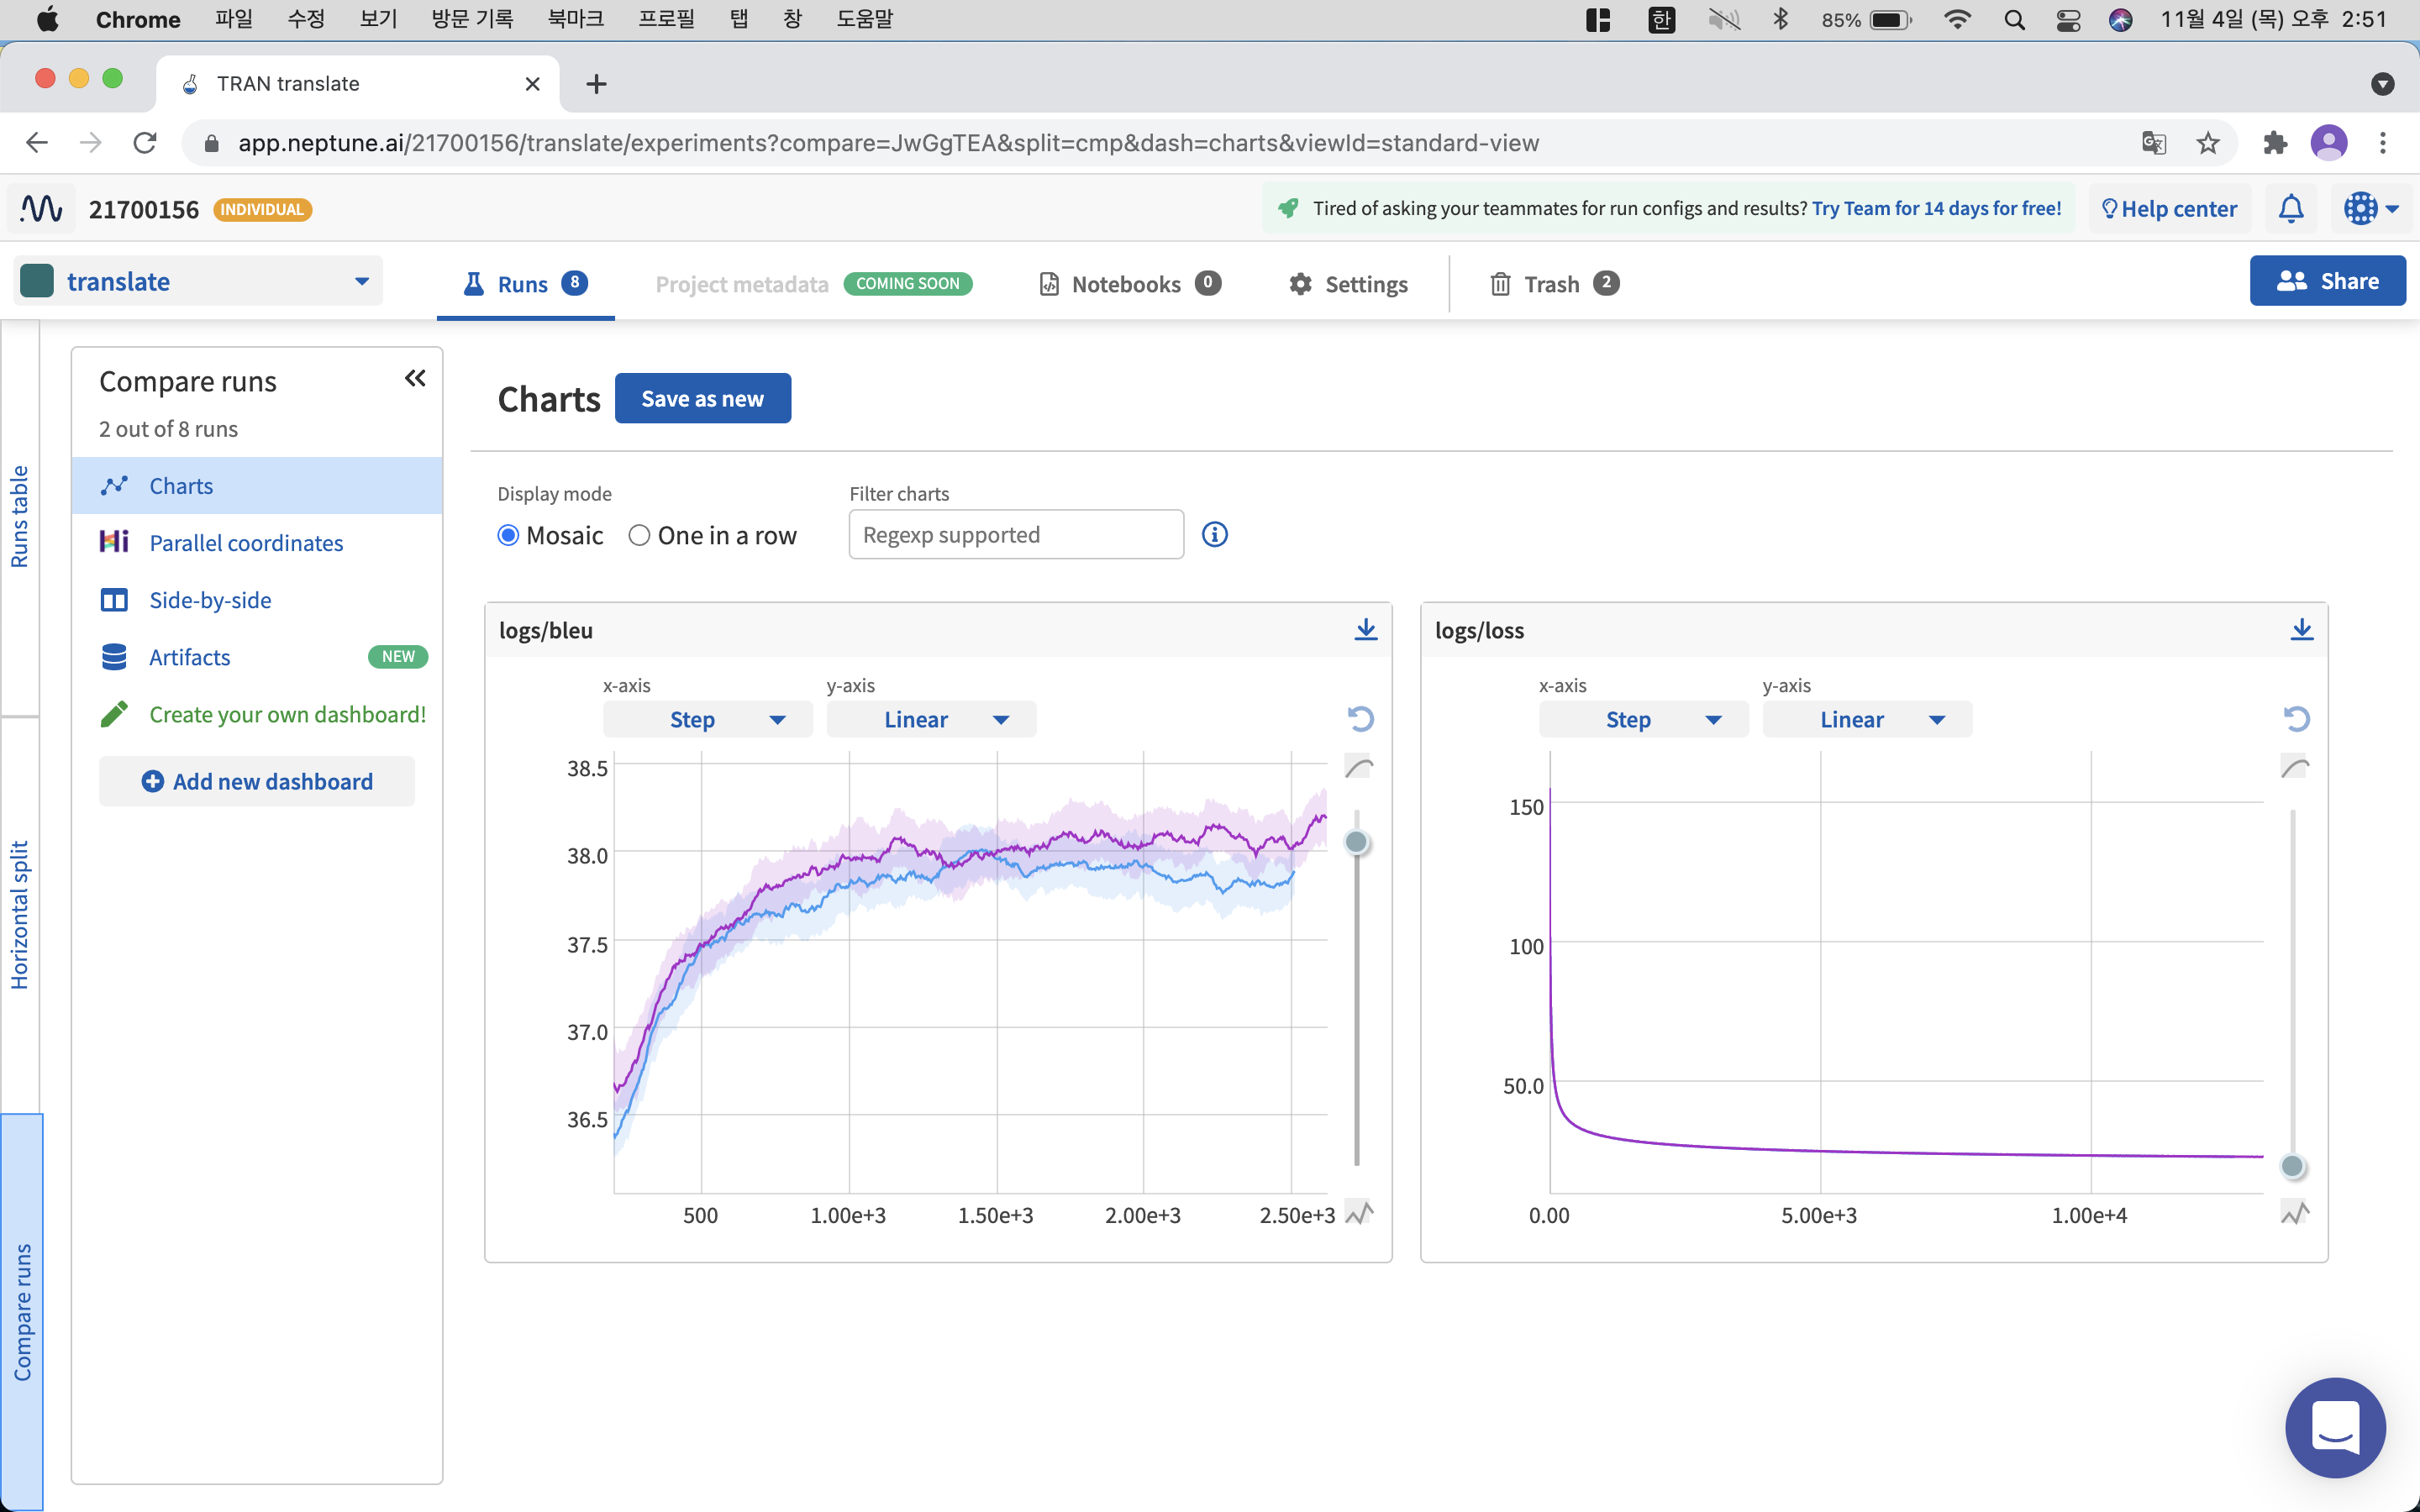 Chrome 파일 수정 보기 방문 기록 북마크 프로필 탭 창 도움말 한 85% 11월 4일 (목) 오후 2:51
TRAN translate
app.neptune.ai/21700156/translate/experiments?compare=JwGgTEA&split=cmp&dash=charts&viewId=standard-view
21700156 INDIVIDUAL Tired of asking your teammates for run configs and results? Try Team for 14 days for free! Help center
translate Runs 8 Project metadata COMING SOON Notebooks 0 Settings Trash 2 Share
Runs table
Horizontal split
Compare runs
Compare runs
2 out of 8 runs
Charts
Hi Parallel coordinates
Side-by-side
Artifacts NEW
Create your own dashboard!
Add new dashboard
Charts Save as new
Display mode
Mosaic One in a row
Filter charts
Regexp supported
logs/bleu
x-axis y-axis
Step Linear
38.5
38.0
37.5
37.0
36.5
500 1.00e+3 1.50e+3 2.00e+3 2.50e+3
logs/loss
x-axis y-axis
Step Linear
150
100
50.0
0.00 5.00e+3 1.00e+4